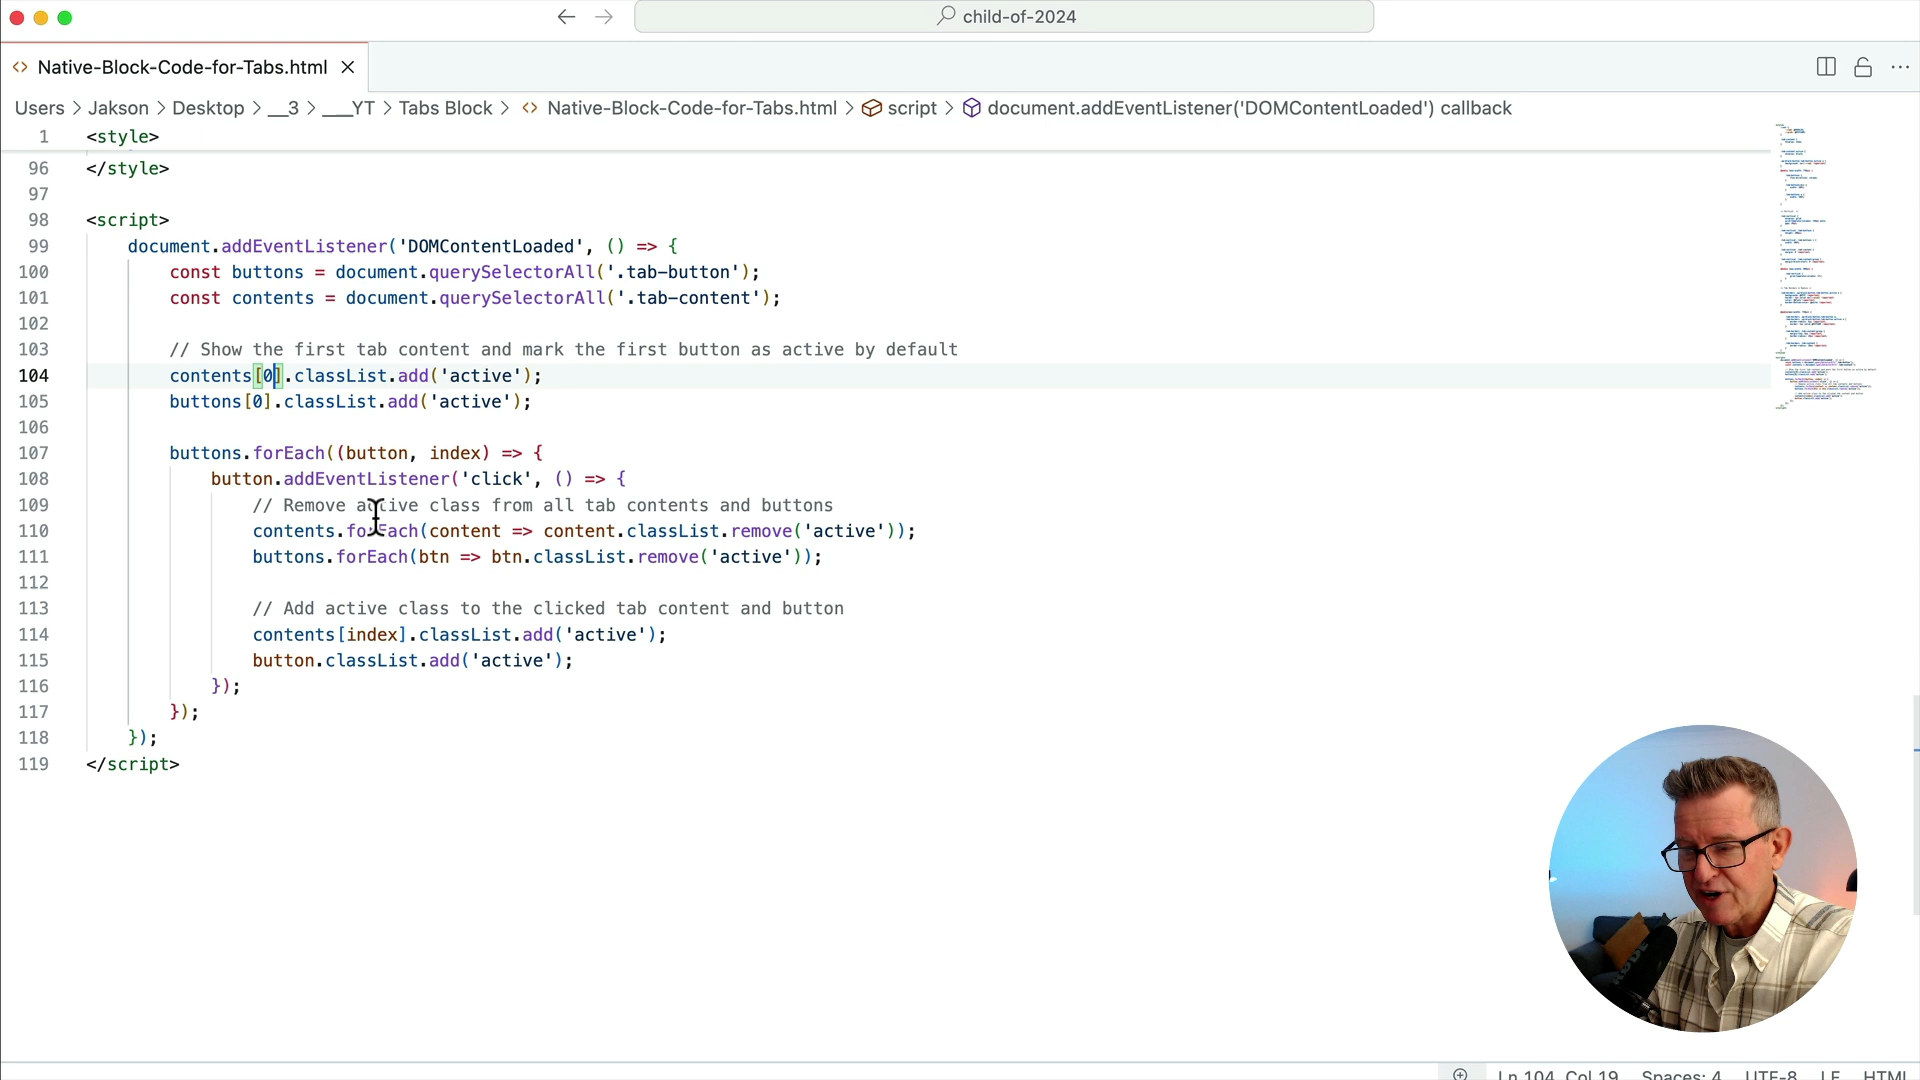 child-of-2024
Native-Block-Code-for-Tabs.html
Users > Jakson > Desktop > __3 > ___YT > Tabs Block > <> Native-Block-Code-for-Tabs.html > script > document.addEventListener('DOMContentLoaded') callback
1 <style>
96 </style>
97
98 <script>
99 document.addEventListener('DOMContentLoaded', () => {
100 const buttons = document.querySelectorAll('.tab-button');
101 const contents = document.querySelectorAll('.tab-content');
102
103 // Show the first tab content and mark the first button as active by default
104 contents[0].classList.add('active');
105 buttons[0].classList.add('active');
106
107 buttons.forEach((button, index) => {
108 button.addEventListener('click', () => {
109 // Remove active class from all tab contents and buttons
110 contents.forEach(content => content.classList.remove('active'));
111 buttons.forEach(btn => btn.classList.remove('active'));
112
113 // Add active class to the clicked tab content and button
114 contents[index].classList.add('active');
115 button.classList.add('active');
116 });
117 });
118 });
119 </script>
Ln 104, Col 19 Spaces: 4 UTF-8 LF HTML